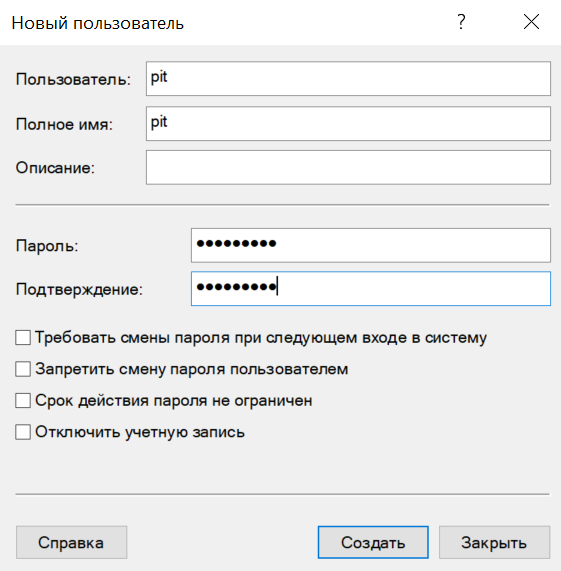 Новый пользователь
Пользователь: pit
Полное имя: pit
Описание:
Пароль: •••••••••
Подтверждение: •••••••••
Требовать смены пароля при следующем входе в систему
Запретить смену пароля пользователем
Срок действия пароля не ограничен
Отключить учетную запись
Справка Создать Закрыть